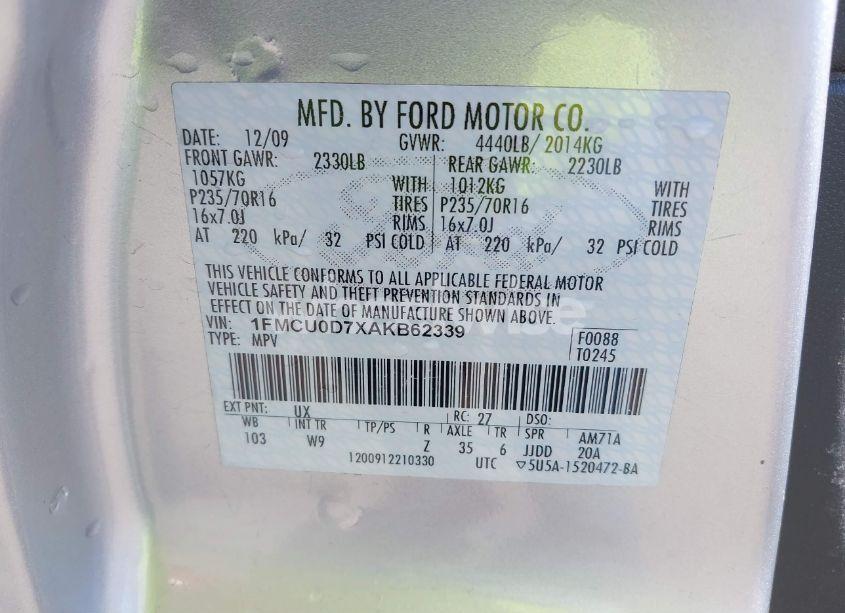 MFD. BY FORD MOTOR CO.
DATE: 12/09 GVWR: 4440LB/ 2014KG
FRONT GAWR: 2330LB REAR GAWR: 2230LB
1057KG WITH 1012KG WITH
P235/70R16 TIRES P235/70R16 TIRES
16x7.0J RIMS 16x7.0J RIMS
AT 220 kPa/ 32 PSI COLD AT 220 kPa/ 32 PSI COLD
THIS VEHICLE CONFORMS TO ALL APPLICABLE FEDERAL MOTOR
VEHICLE SAFETY AND THEFT PREVENTION STANDARDS IN
EFFECT ON THE DATE OF MANUFACTURE SHOWN ABOVE.
VIN: 1FMCU0D7XAKB62339 F0088
TYPE: MPV T0245
EXT PNT: UX RC: 27 DSO:
WB INT TR TP/PS R AXLE TR SPR AM71A
103 W9 Z 35 6 JJDD 20A
1200912210330 UTC ▽5U5A-1520472-BA